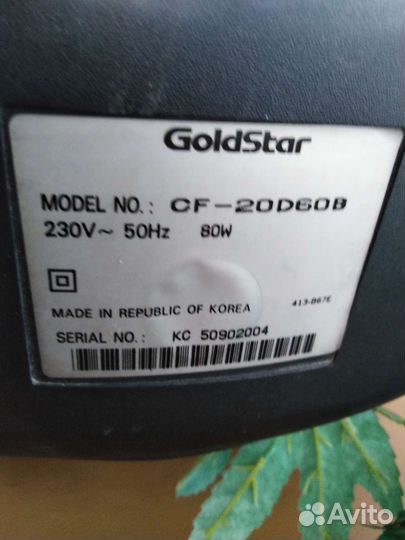 GoldStar
MODEL NO.: CF-20D60B
230V~ 50Hz 80W
413-867E
MADE IN REPUBLIC OF KOREA
SERIAL NO.: KC 50902004
Avito